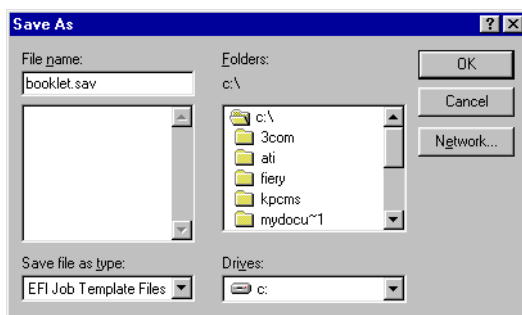 Save As
File name:
booklet.sav
Folders:
c:\
c:\
3com
ati
fiery
kpcms
mydocu~1
OK
Cancel
Network...
Save file as type:
EFI Job Template Files
Drives:
c: